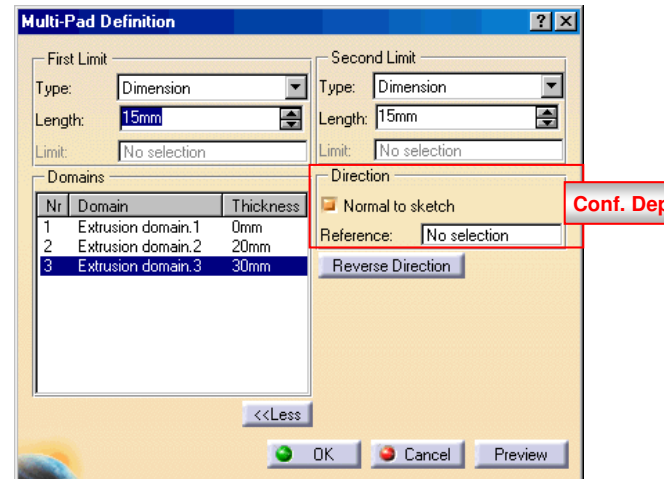 Multi-Pad Definition
First Limit
Type: Dimension
Length: 15mm
Limit: No selection
Second Limit
Type: Dimension
Length: 15mm
Limit: No selection
Domains
Nr Domain Thickness
1 Extrusion domain.1 0mm
2 Extrusion domain.2 20mm
3 Extrusion domain.3 30mm
Direction
Normal to sketch
Reference: No selection
Conf. Dep
Reverse Direction
<<Less
OK Cancel Preview